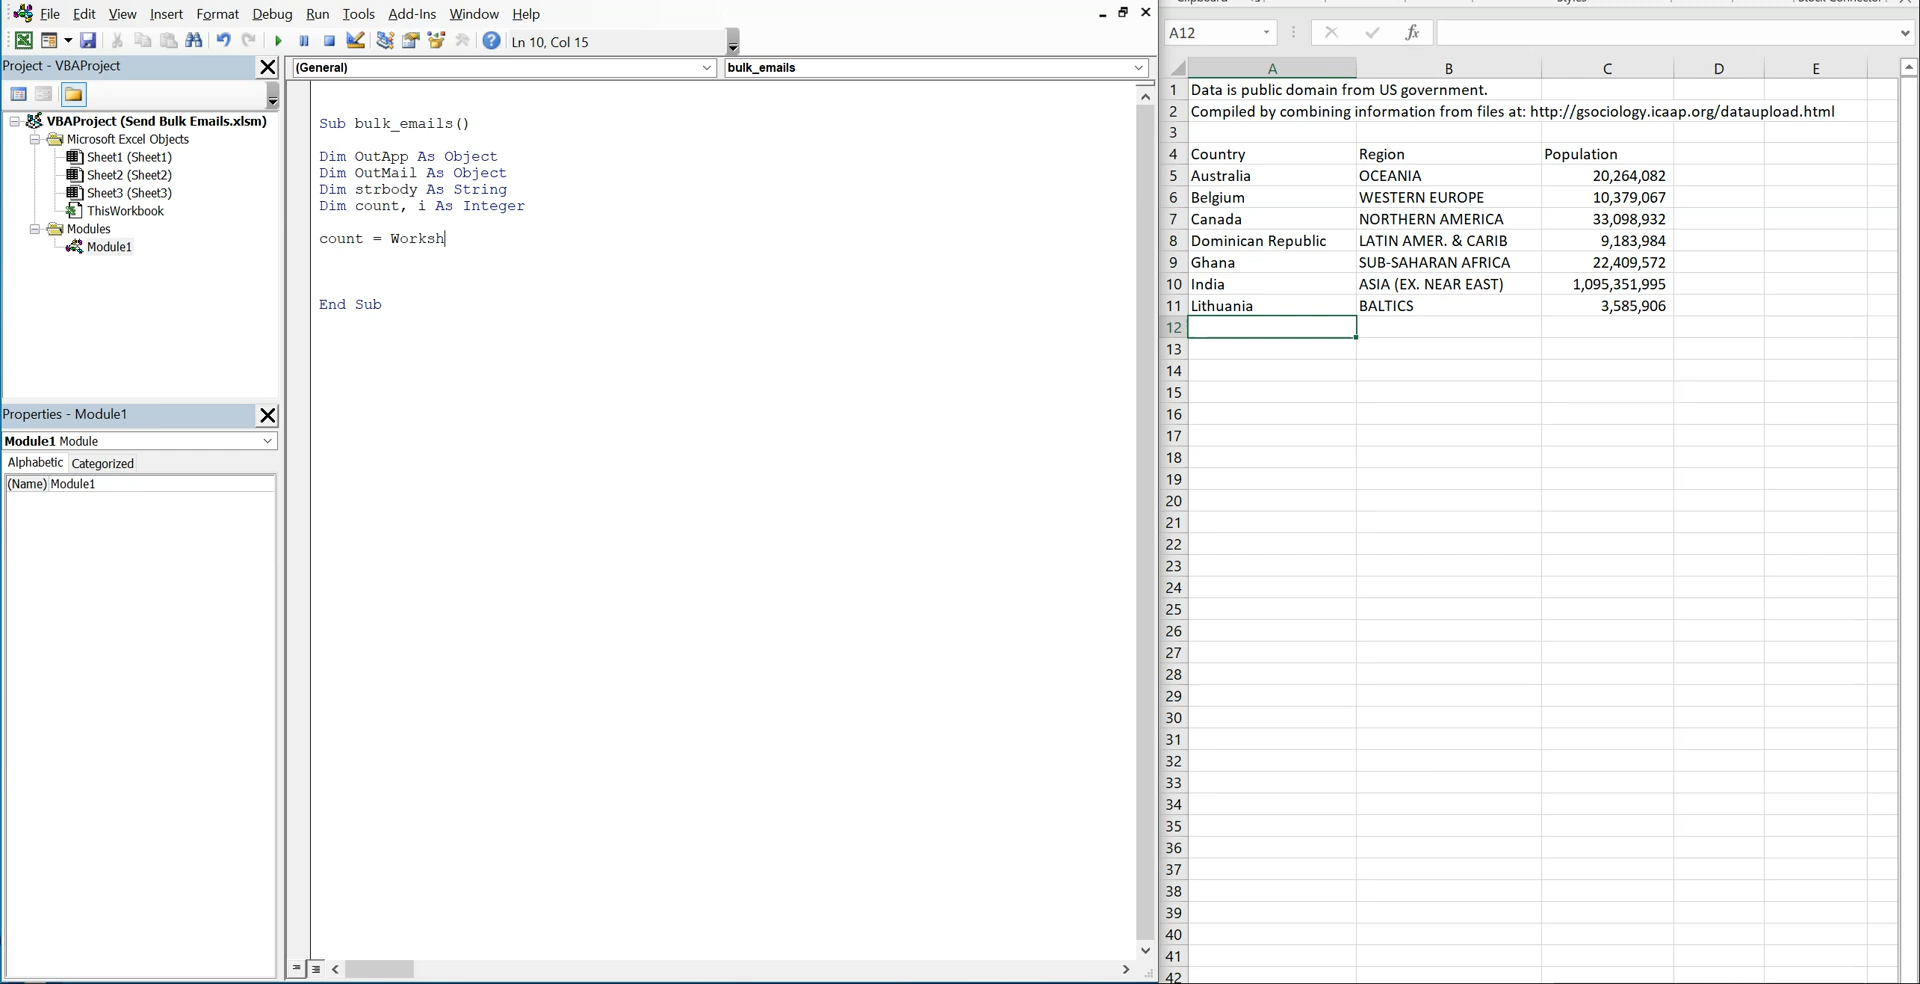 File Edit View Insert Format Debug Run Tools Add-Ins Window Help
Ln 10, Col 15
Project - VBAProject
VBAProject (Send Bulk Emails.xlsm)
Microsoft Excel Objects
Sheet1 (Sheet1)
Sheet2 (Sheet2)
Sheet3 (Sheet3)
ThisWorkbook
Modules
Module1
Properties - Module1
Module1 Module
Alphabetic Categorized
(Name) Module1
(General) bulk_emails
Sub bulk_emails()
Dim OutApp As Object
Dim OutMail As Object
Dim strbody As String
Dim count, i As Integer
count = Worksh
End Sub
A12
fx
A B C D E
1 Data is public domain from US government.
2 Compiled by combining information from files at: http://gsociology.icaap.org/dataupload.html
3
4 Country Region Population
5 Australia OCEANIA 20,264,082
6 Belgium WESTERN EUROPE 10,379,067
7 Canada NORTHERN AMERICA 33,098,932
8 Dominican Republic LATIN AMER. & CARIB 9,183,984
9 Ghana SUB-SAHARAN AFRICA 22,409,572
10 India ASIA (EX. NEAR EAST) 1,095,351,995
11 Lithuania BALTICS 3,585,906
12
13
14
15
16
17
18
19
20
21
22
23
24
25
26
27
28
29
30
31
32
33
34
35
36
37
38
39
40
41
42